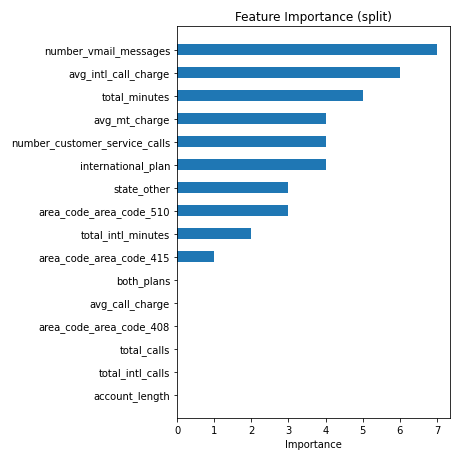 Feature Importance (split)
number_vmail_messages
avg_intl_call_charge
total_minutes
avg_mt_charge
number_customer_service_calls
international_plan
state_other
area_code_area_code_510
total_intl_minutes
area_code_area_code_415
both_plans
avg_call_charge
area_code_area_code_408
total_calls
total_intl_calls
account_length
0 1 2 3 4 5 6 7
Importance